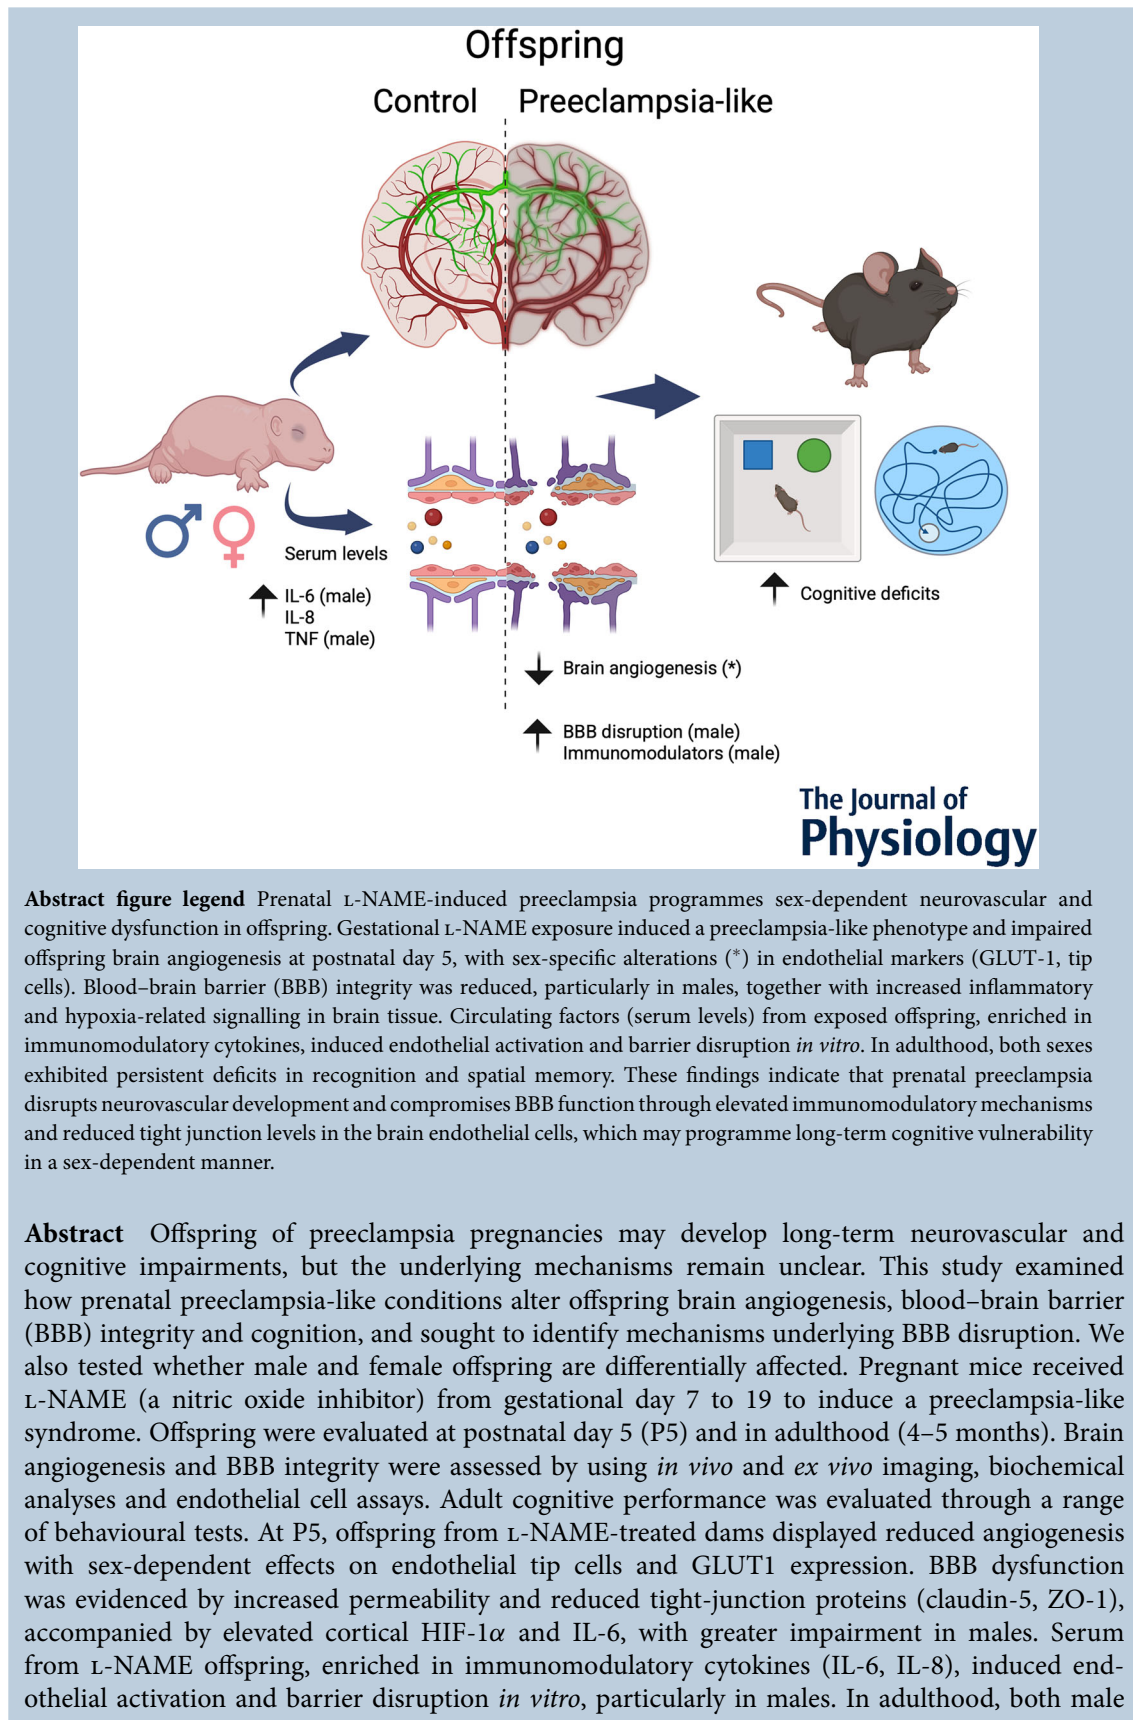 Offspring
Control
Preeclampsia-like
Serum levels
IL-6 (male)
IL-8
TNF (male)
Brain angiogenesis (*)
BBB disruption (male)
Immunomodulators (male)
Cognitive deficits
The Journal of
Physiology
Abstract figure legend Prenatal L-NAME-induced preeclampsia programmes sex-dependent neurovascular and
cognitive dysfunction in offspring. Gestational L-NAME exposure induced a preeclampsia-like phenotype and impaired
offspring brain angiogenesis at postnatal day 5, with sex-specific alterations (*) in endothelial markers (GLUT-1, tip
cells). Blood–brain barrier (BBB) integrity was reduced, particularly in males, together with increased inflammatory
and hypoxia-related signalling in brain tissue. Circulating factors (serum levels) from exposed offspring, enriched in
immunomodulatory cytokines, induced endothelial activation and barrier disruption in vitro. In adulthood, both sexes
exhibited persistent deficits in recognition and spatial memory. These findings indicate that prenatal preeclampsia
disrupts neurovascular development and compromises BBB function through elevated immunomodulatory mechanisms
and reduced tight junction levels in the brain endothelial cells, which may programme long-term cognitive vulnerability
in a sex-dependent manner.
Abstract Offspring of preeclampsia pregnancies may develop long-term neurovascular and
cognitive impairments, but the underlying mechanisms remain unclear. This study examined
how prenatal preeclampsia-like conditions alter offspring brain angiogenesis, blood–brain barrier
(BBB) integrity and cognition, and sought to identify mechanisms underlying BBB disruption. We
also tested whether male and female offspring are differentially affected. Pregnant mice received
L-NAME (a nitric oxide inhibitor) from gestational day 7 to 19 to induce a preeclampsia-like
syndrome. Offspring were evaluated at postnatal day 5 (P5) and in adulthood (4–5 months). Brain
angiogenesis and BBB integrity were assessed by using in vivo and ex vivo imaging, biochemical
analyses and endothelial cell assays. Adult cognitive performance was evaluated through a range
of behavioural tests. At P5, offspring from L-NAME-treated dams displayed reduced angiogenesis
with sex-dependent effects on endothelial tip cells and GLUT1 expression. BBB dysfunction
was evidenced by increased permeability and reduced tight-junction proteins (claudin-5, ZO-1),
accompanied by elevated cortical HIF-1α and IL-6, with greater impairment in males. Serum
from L-NAME offspring, enriched in immunomodulatory cytokines (IL-6, IL-8), induced end-
othelial activation and barrier disruption in vitro, particularly in males. In adulthood, both male